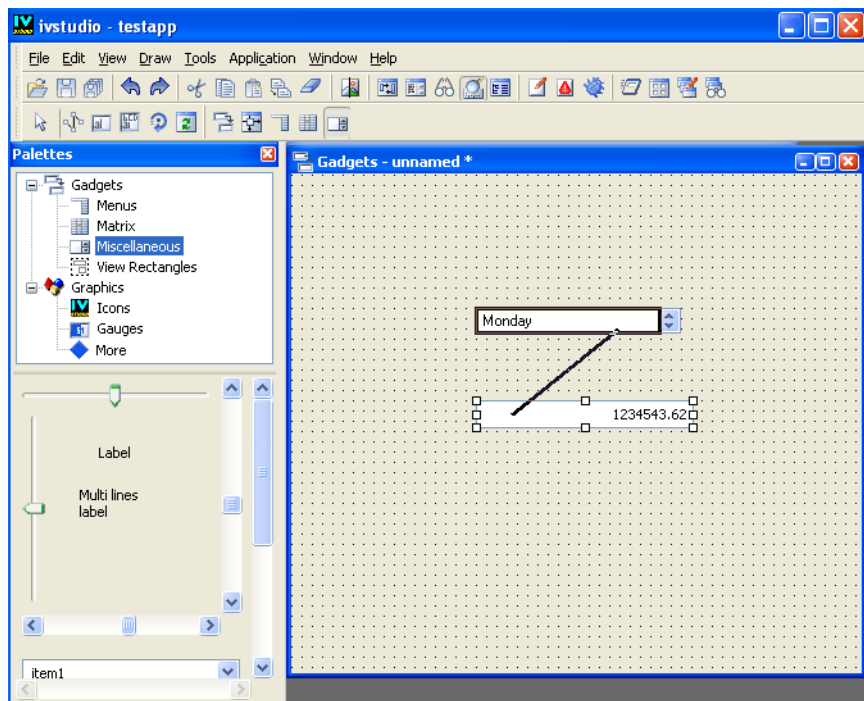 ivstudio - testapp
File Edit View Draw Tools Application Window Help
Palettes
Gadgets
Menus
Matrix
Miscellaneous
View Rectangles
Graphics
Icons
Gauges
More
Label
Multi lines
label
item1
Gadgets - unnamed *
Monday
1234543.62